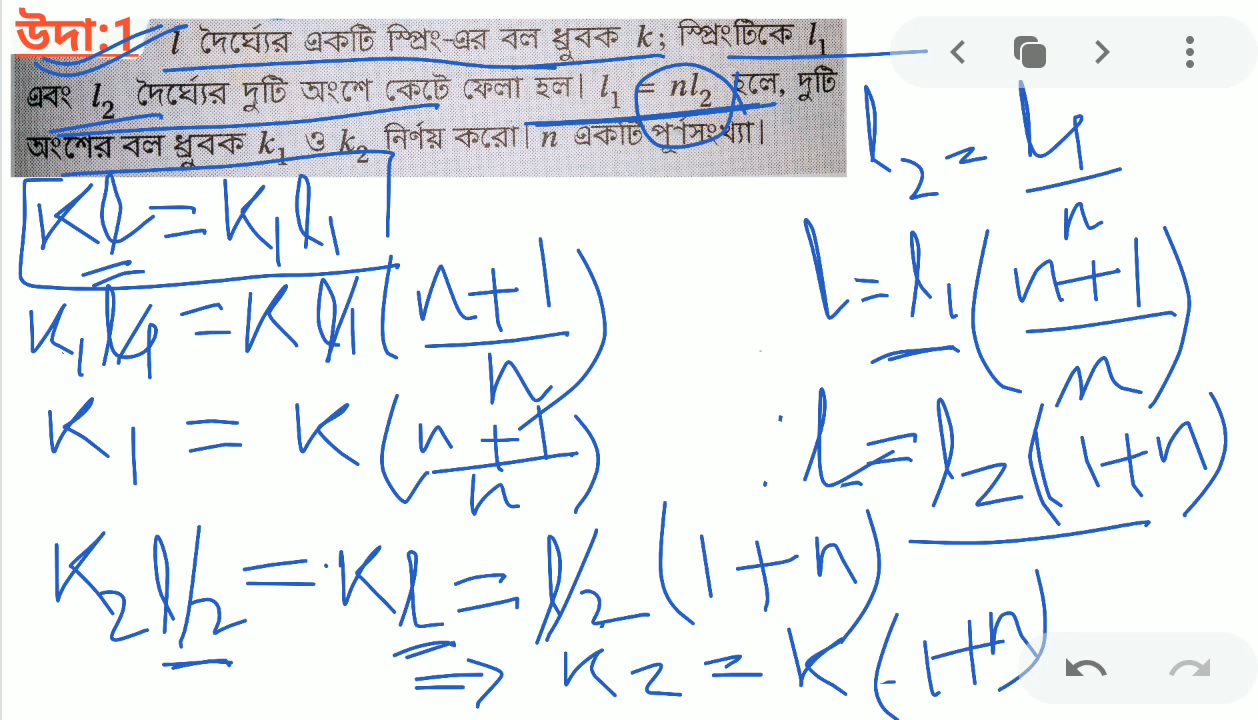 উদা:1 l দৈর্ঘ্যের একটি স্প্রিং-এর বল ধ্রুবক k; স্প্রিংটিকে l₁
এবং l₂ দৈর্ঘ্যের দুটি অংশে কেটে ফেলা হল। l₁ = nl₂ হলে, দুটি
অংশের বল ধ্রুবক k₁ ও k₂ নির্ণয় করো। n একটি পূর্ণসংখ্যা।
l₂ = l₁/n
Kl = K₁l₁
l = l₁(n+1/n)
K₁l₁ = Kl₁(n+1/n)
K₁ = K(n+1/n)
l = l₂(1+n)
K₂l₂ = Kl = l₂(1+n)
⇒ K₂ = K(1+n)